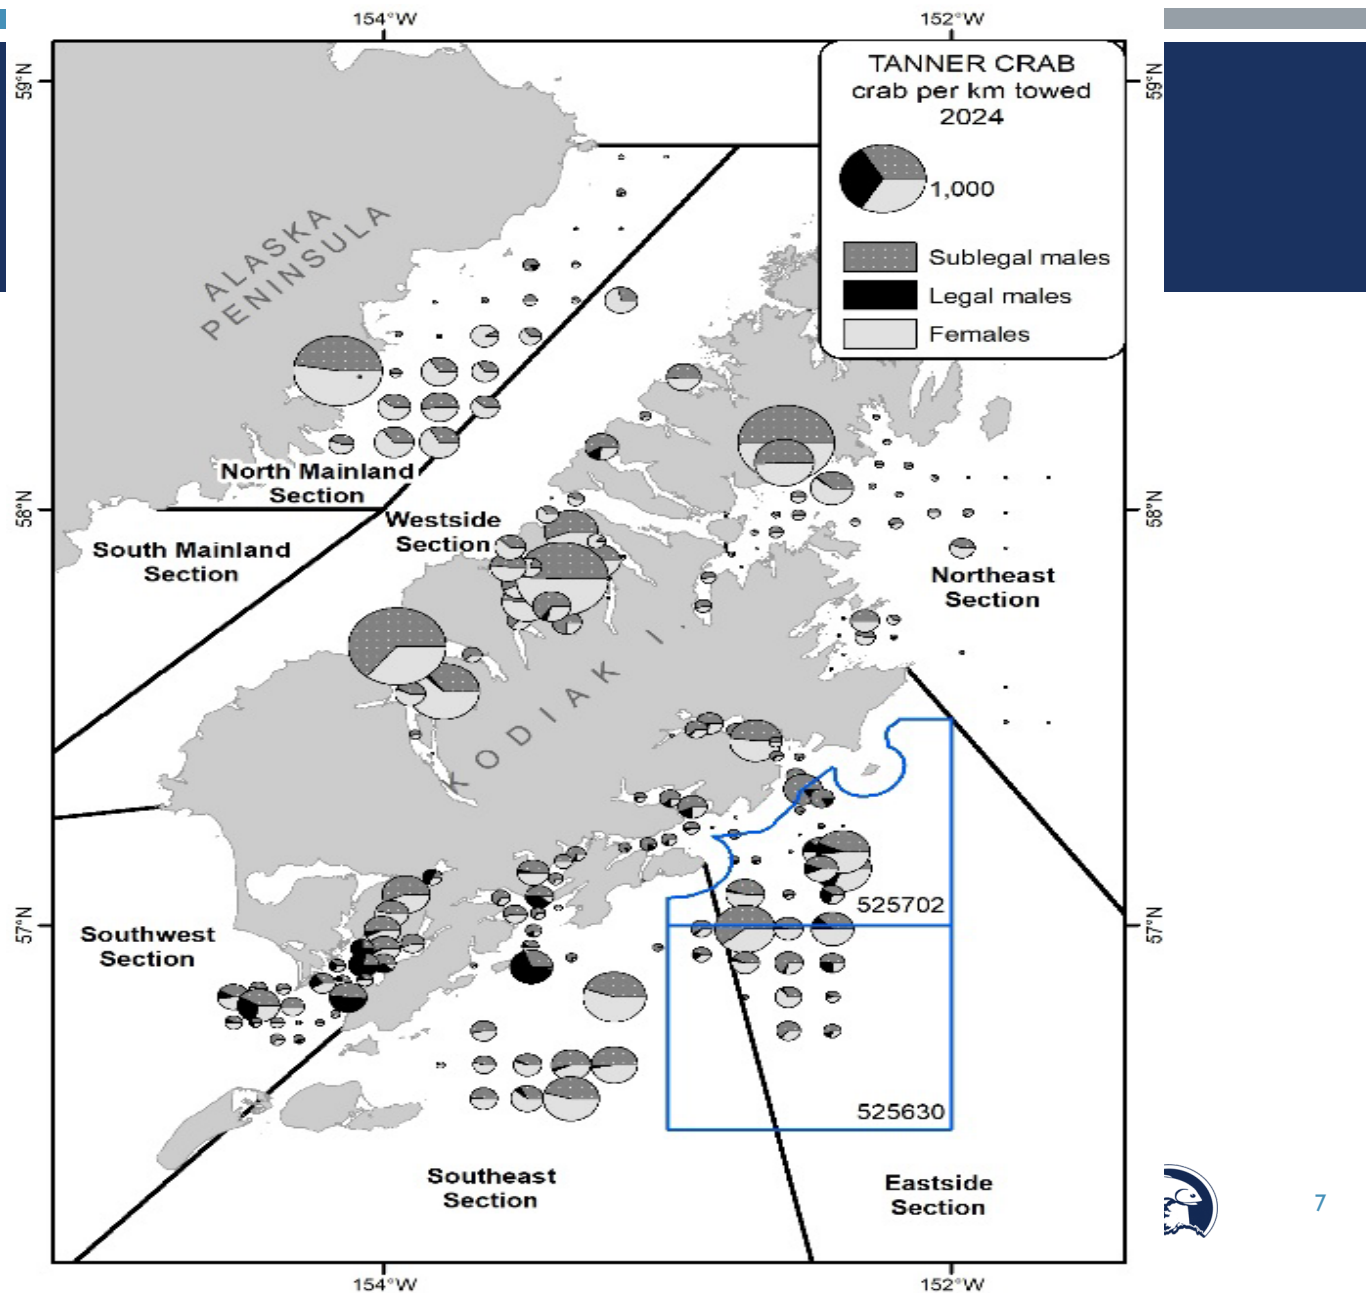 154°W
152°W
59°N
59°N
TANNER CRAB
crab per km towed
2024
1,000
Sublegal males
Legal males
Females
ALASKA
PENINSULA
North Mainland
Section
58°N
58°N
Westside
Section
South Mainland
Section
Northeast
Section
KODIAK I.
525702
57°N
57°N
Southwest
Section
525630
Southeast
Section
Eastside
Section
7
154°W
152°W